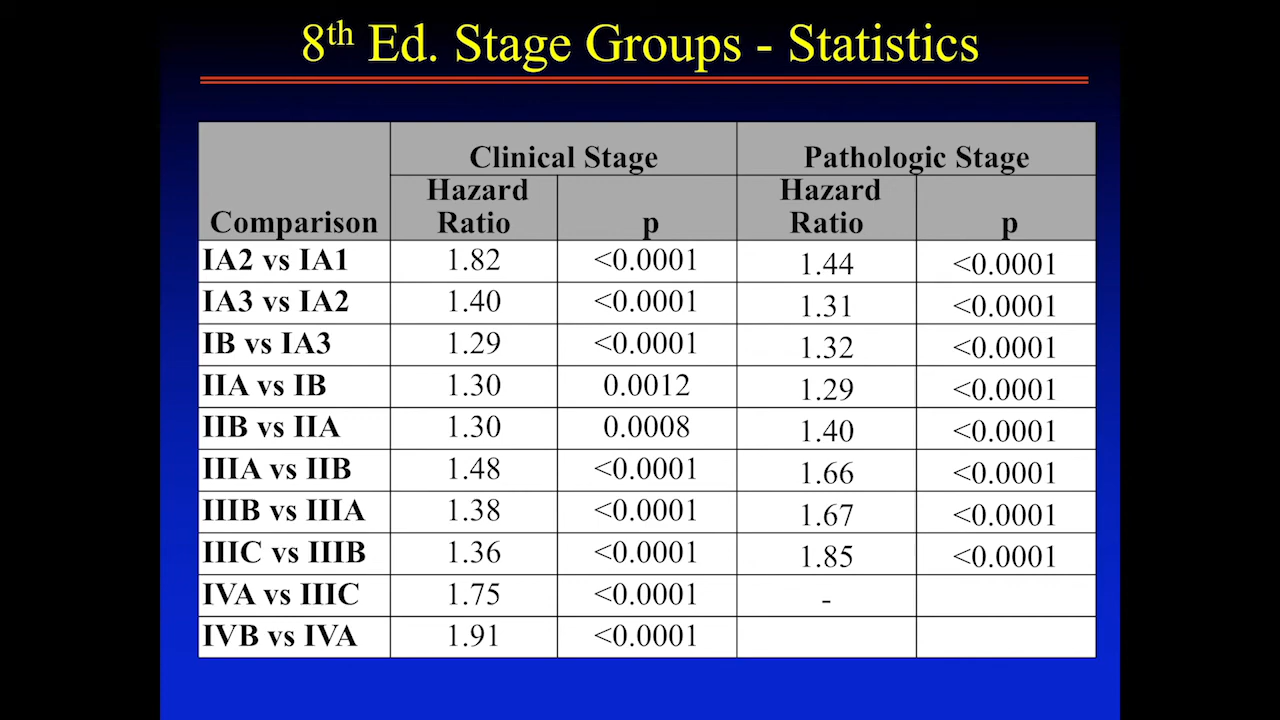 8th Ed. Stage Groups - Statistics
Clinical Stage Pathologic Stage
Comparison Hazard Ratio p Hazard Ratio p
IA2 vs IA1 1.82 <0.0001 1.44 <0.0001
IA3 vs IA2 1.40 <0.0001 1.31 <0.0001
IB vs IA3 1.29 <0.0001 1.32 <0.0001
IIA vs IB 1.30 0.0012 1.29 <0.0001
IIB vs IIA 1.30 0.0008 1.40 <0.0001
IIIA vs IIB 1.48 <0.0001 1.66 <0.0001
IIIB vs IIIA 1.38 <0.0001 1.67 <0.0001
IIIC vs IIIB 1.36 <0.0001 1.85 <0.0001
IVA vs IIIC 1.75 <0.0001 -
IVB vs IVA 1.91 <0.0001